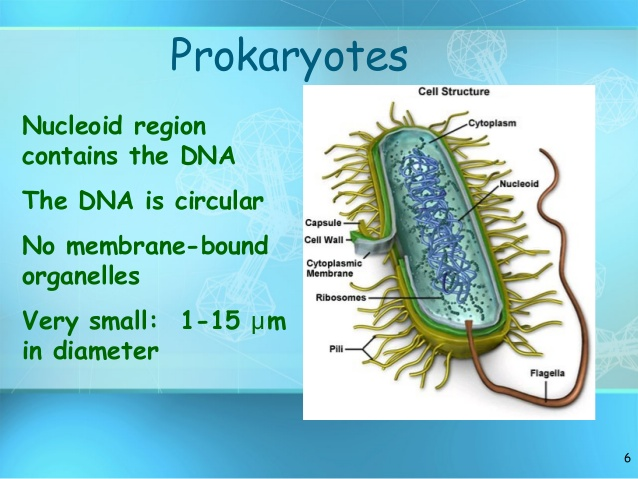 Prokaryotes
Nucleoid region
contains the DNA
The DNA is circular
No membrane-bound
organelles
Very small:  1-15 μm
in diameter
Cell Structure
Cytoplasm
Nucleoid
Capsule
Cell Wall
Cytoplasmic
Membrane
Ribosomes
Pili
Flagella
6